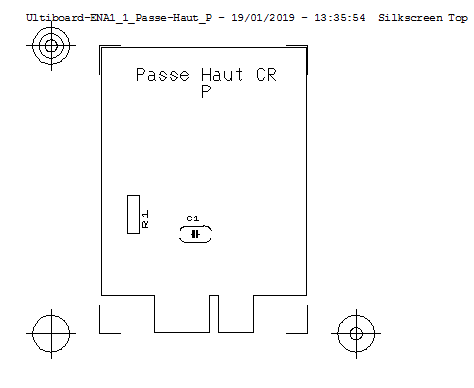 Ultiboard-ENA1_1_Passe-Haut_P - 19/01/2019 - 13:35:54 Silkscreen Top
Passe Haut CR
P
C1
R1